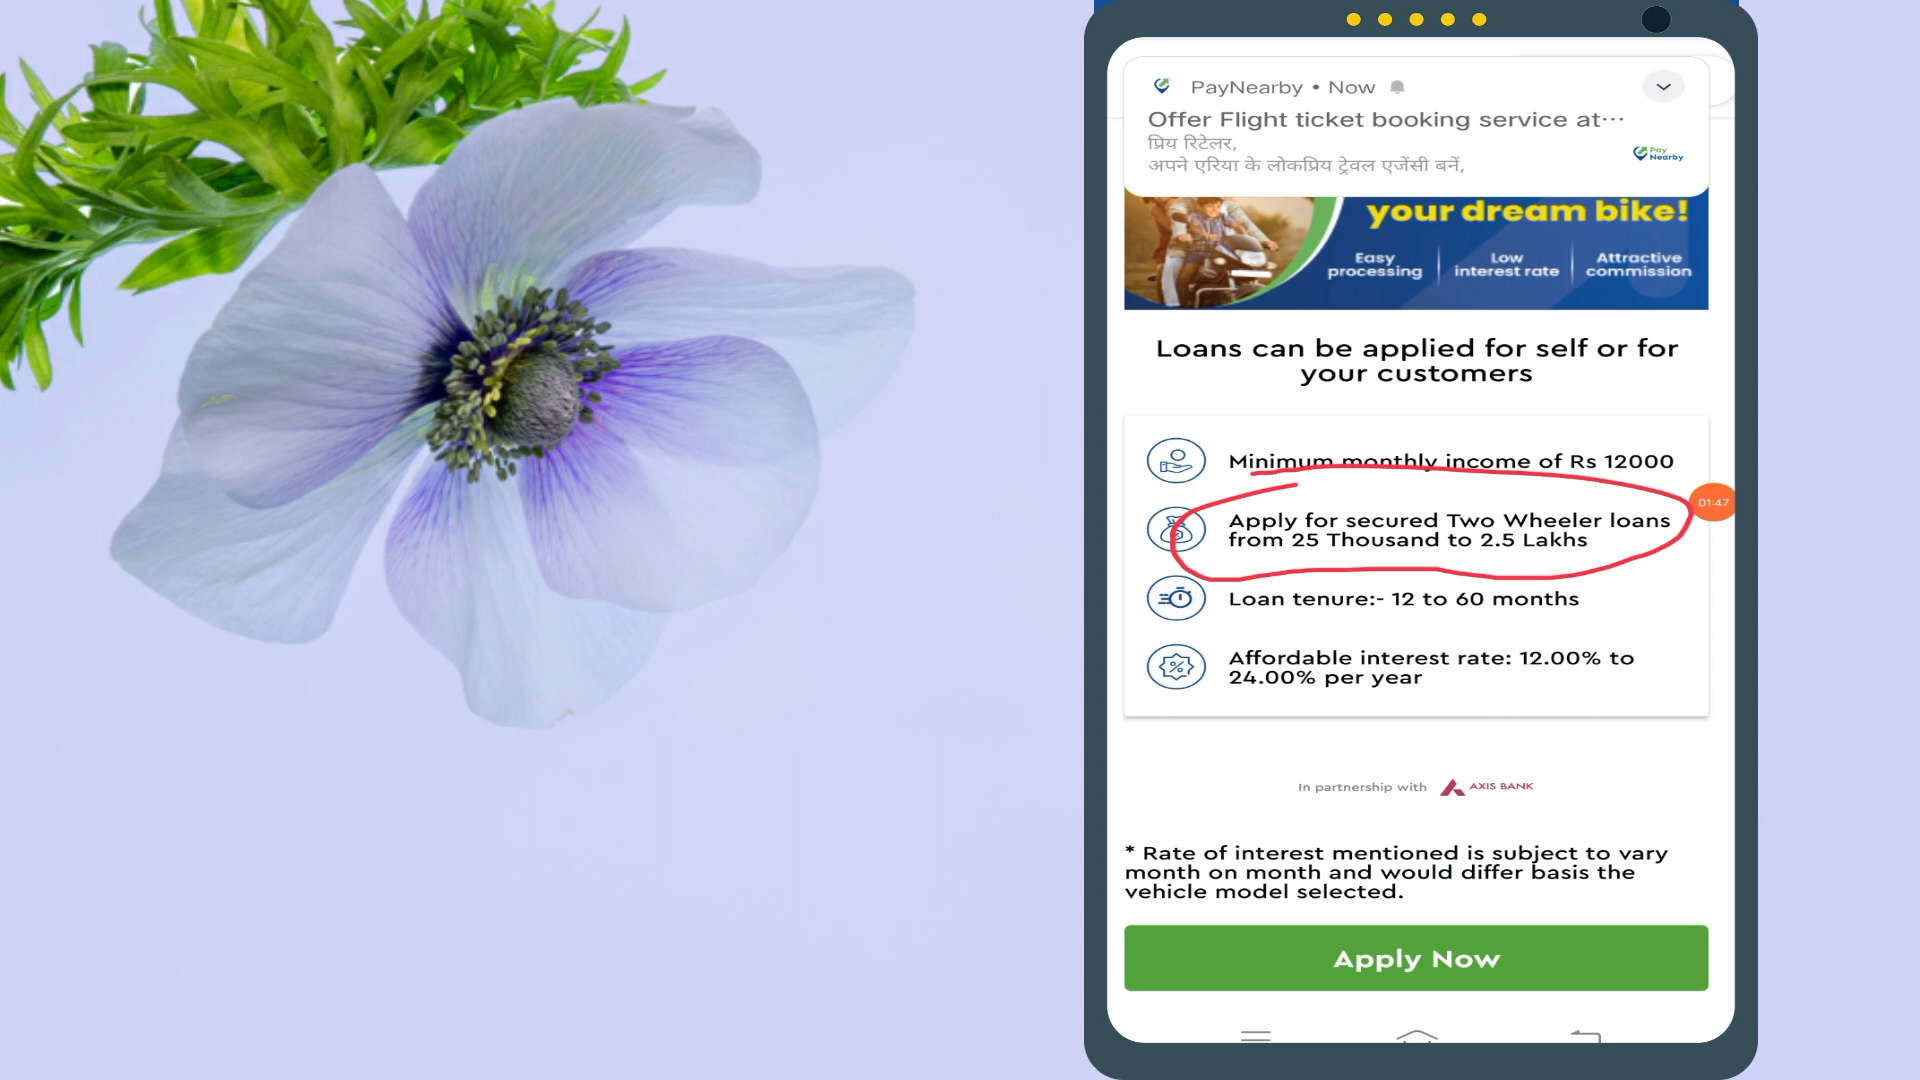 PayNearby • Now
Offer Flight ticket booking service at...
प्रिय रिटेलर,
अपने एरिया के लोकप्रिय ट्रेवल एजेंसी बनें,
Pay
Nearby
your dream bike!
Easy
processing
Low
interest rate
Attractive
commission
Loans can be applied for self or for
your customers
Minimum monthly income of Rs 12000
Apply for secured Two Wheeler loans
from 25 Thousand to 2.5 Lakhs
01:47
Loan tenure:- 12 to 60 months
Affordable interest rate: 12.00% to
24.00% per year
In partnership with AXIS BANK
* Rate of interest mentioned is subject to vary
month on month and would differ basis the
vehicle model selected.
Apply Now